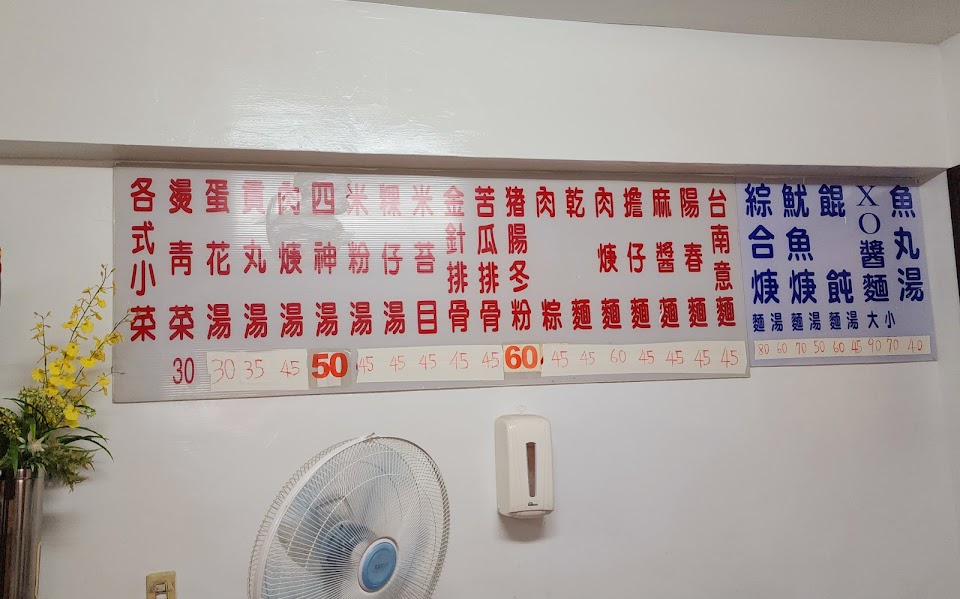 魚丸湯 40
XO醬麵 大小 90 70
餛飩 麵湯 60 45
魷魚焿 麵湯 70 50
綜合焿 麵湯 80 60
台南意麵 45
陽春麵 45
麻醬麵 45
擔仔麵 45
肉焿麵 60
乾麵 45
肉粽 45
猪陽冬粉 60
苦瓜排骨 45
金針排骨 45
米苔目 45
粿仔湯 45
米粉湯 45
四神湯 50
肉焿湯 45
貢丸湯 35
蛋花湯 30
燙青菜 30
各式小菜